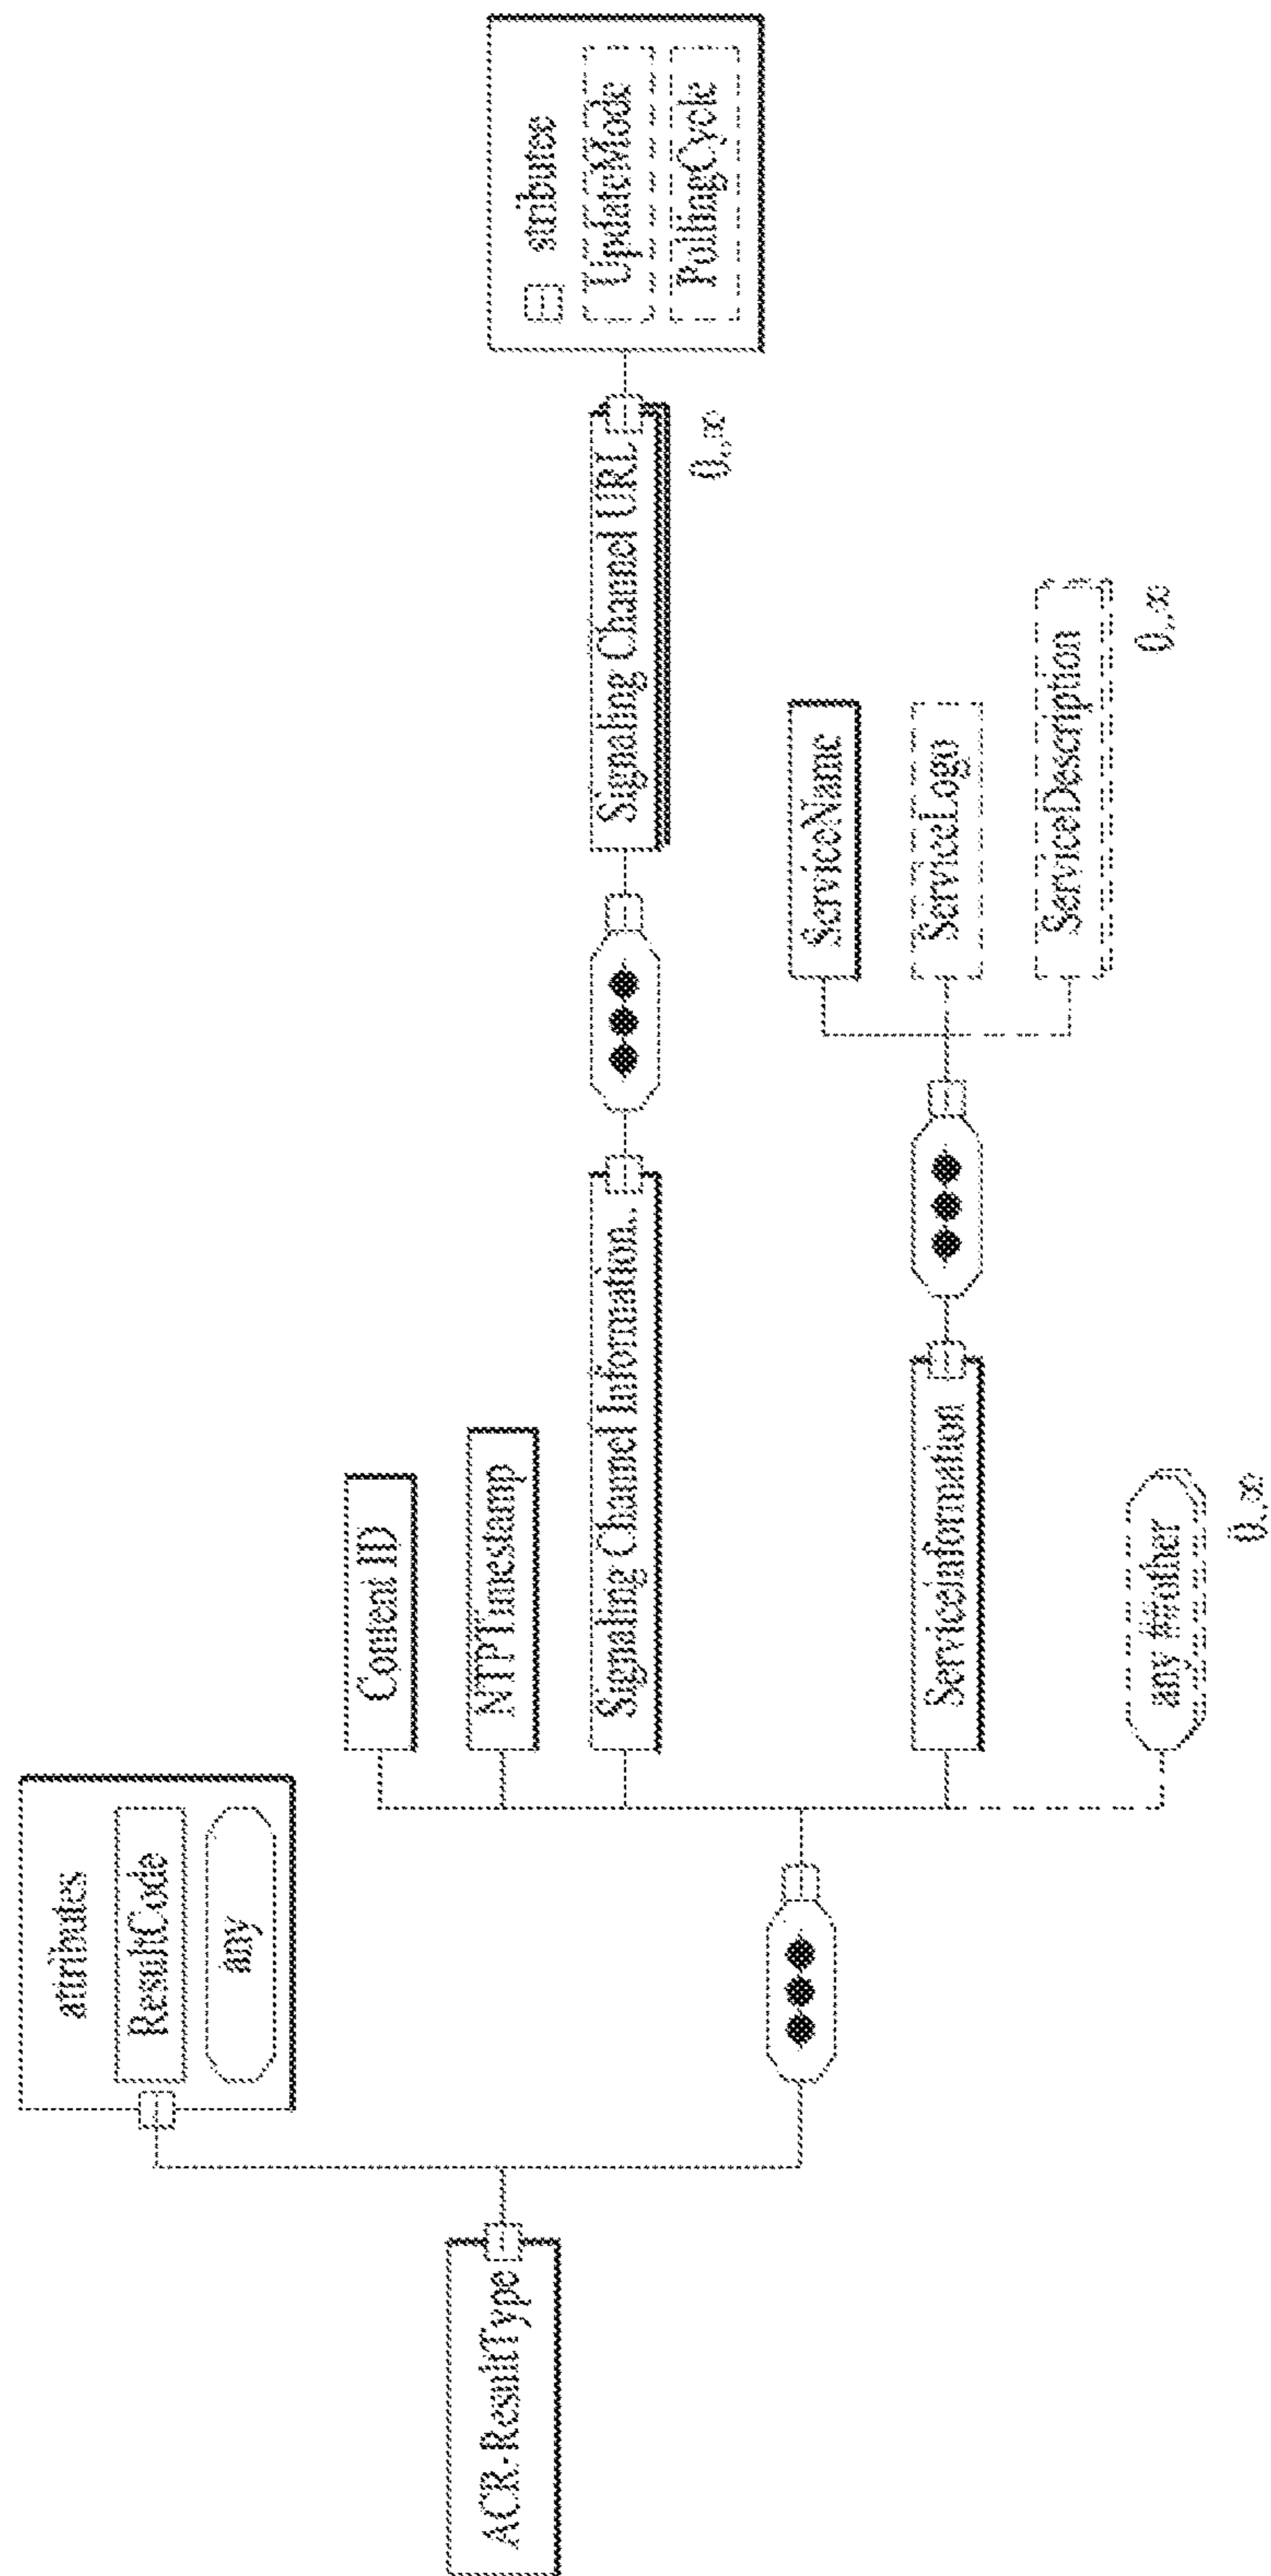 ACR-ResultType
attributes
ResultCode
any
Content ID
NTPTimestamp
Signaling Channel Information..
Signaling Channel URL
0..∞
attributes
UpdateMode
PollingCycle
ServiceInformation
ServiceName
ServiceLogo
ServiceDescription
0..∞
any ##other
0..∞